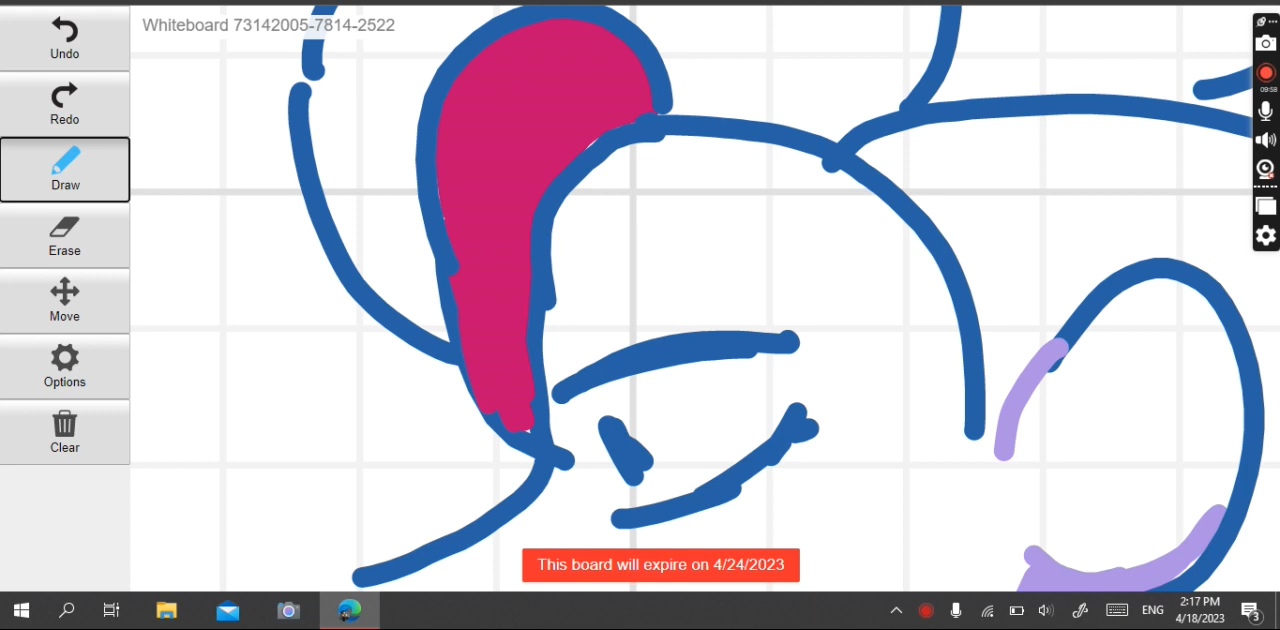 Undo
Whiteboard 73142005-7814-2522
Redo
Draw
Erase
Move
Options
Clear
09:58
This board will expire on 4/24/2023
ENG
2:17 PM
4/18/2023
3